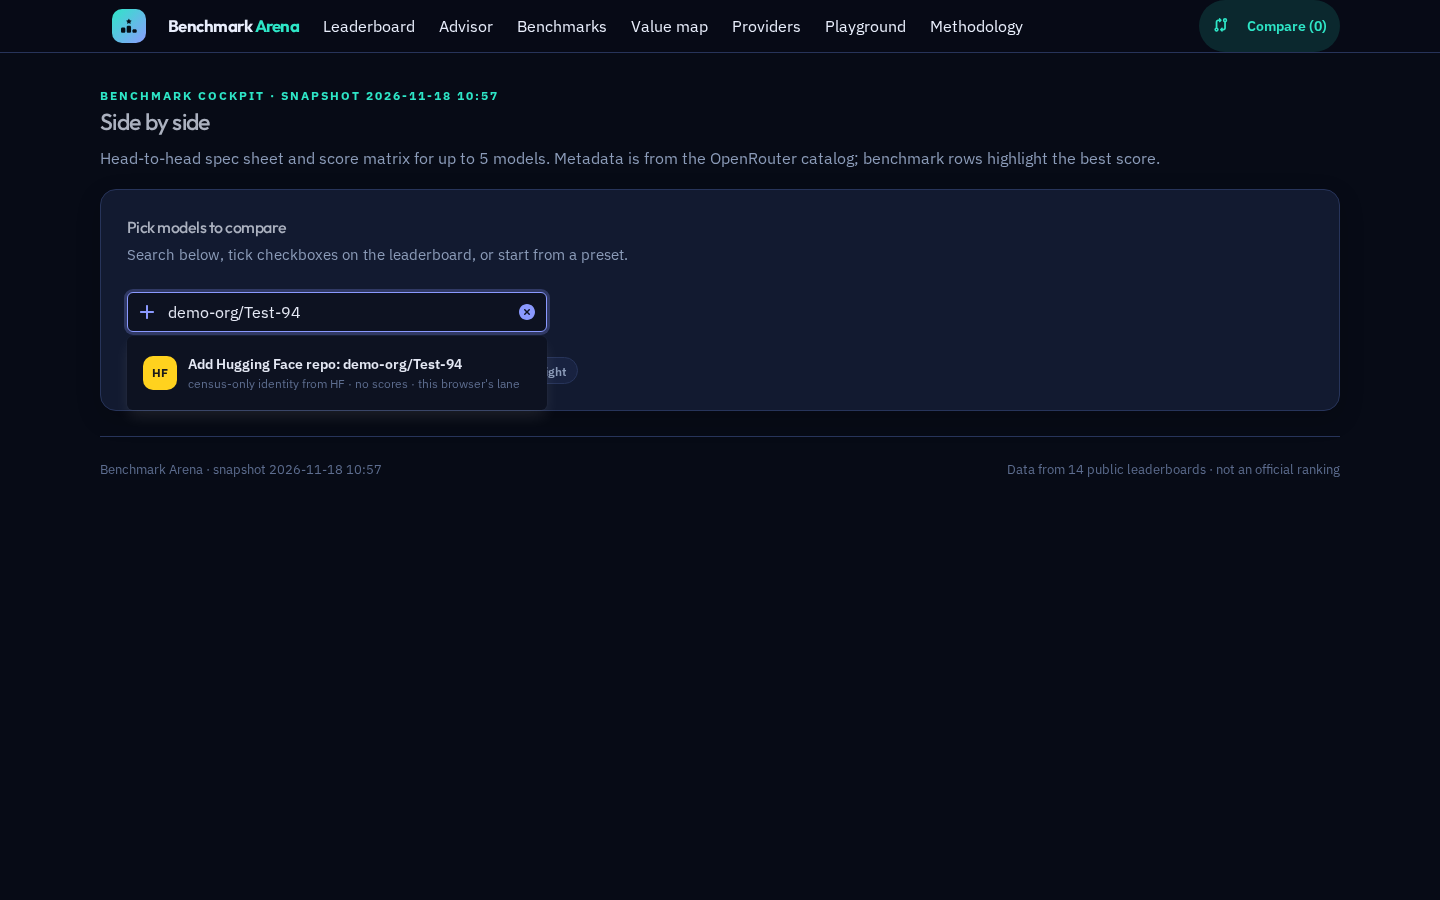 Benchmark Arena Leaderboard Advisor Benchmarks Value map Providers Playground Methodology Compare (0)
BENCHMARK COCKPIT · SNAPSHOT 2026-11-18 10:57
Side by side
Head-to-head spec sheet and score matrix for up to 5 models. Metadata is from the OpenRouter catalog; benchmark rows highlight the best score.
Pick models to compare
Search below, tick checkboxes on the leaderboard, or start from a preset.
demo-org/Test-94
HF Add Hugging Face repo: demo-org/Test-94
census-only identity from HF · no scores · this browser's lane
Benchmark Arena · snapshot 2026-11-18 10:57
Data from 14 public leaderboards · not an official ranking